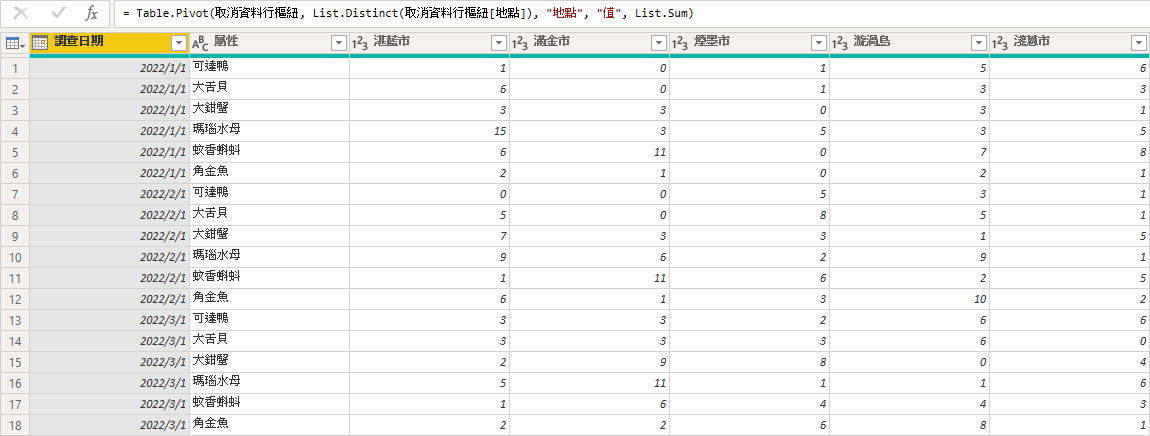 fx = Table.Pivot(取消資料行樞紐, List.Distinct(取消資料行樞紐[地點]), "地點", "值", List.Sum)
調查日期 ABC 屬性 123 湛藍市 123 滿金市 123 煙墨市 123 漩渦島 123 淺蔥市
1 2022/1/1 可達鴨 1 0 1 5 6
2 2022/1/1 大舌貝 6 0 1 3 3
3 2022/1/1 大鉗蟹 3 3 0 3 1
4 2022/1/1 瑪瑙水母 15 3 5 3 5
5 2022/1/1 蚊香蝌蚪 6 11 0 7 8
6 2022/1/1 角金魚 2 1 0 2 1
7 2022/2/1 可達鴨 0 0 5 3 1
8 2022/2/1 大舌貝 5 0 8 5 1
9 2022/2/1 大鉗蟹 7 3 3 1 5
10 2022/2/1 瑪瑙水母 9 6 2 9 1
11 2022/2/1 蚊香蝌蚪 1 11 6 2 5
12 2022/2/1 角金魚 6 1 3 10 2
13 2022/3/1 可達鴨 3 3 2 6 6
14 2022/3/1 大舌貝 3 3 3 6 0
15 2022/3/1 大鉗蟹 2 9 8 0 4
16 2022/3/1 瑪瑙水母 5 11 1 1 6
17 2022/3/1 蚊香蝌蚪 1 6 4 4 3
18 2022/3/1 角金魚 2 2 6 8 1